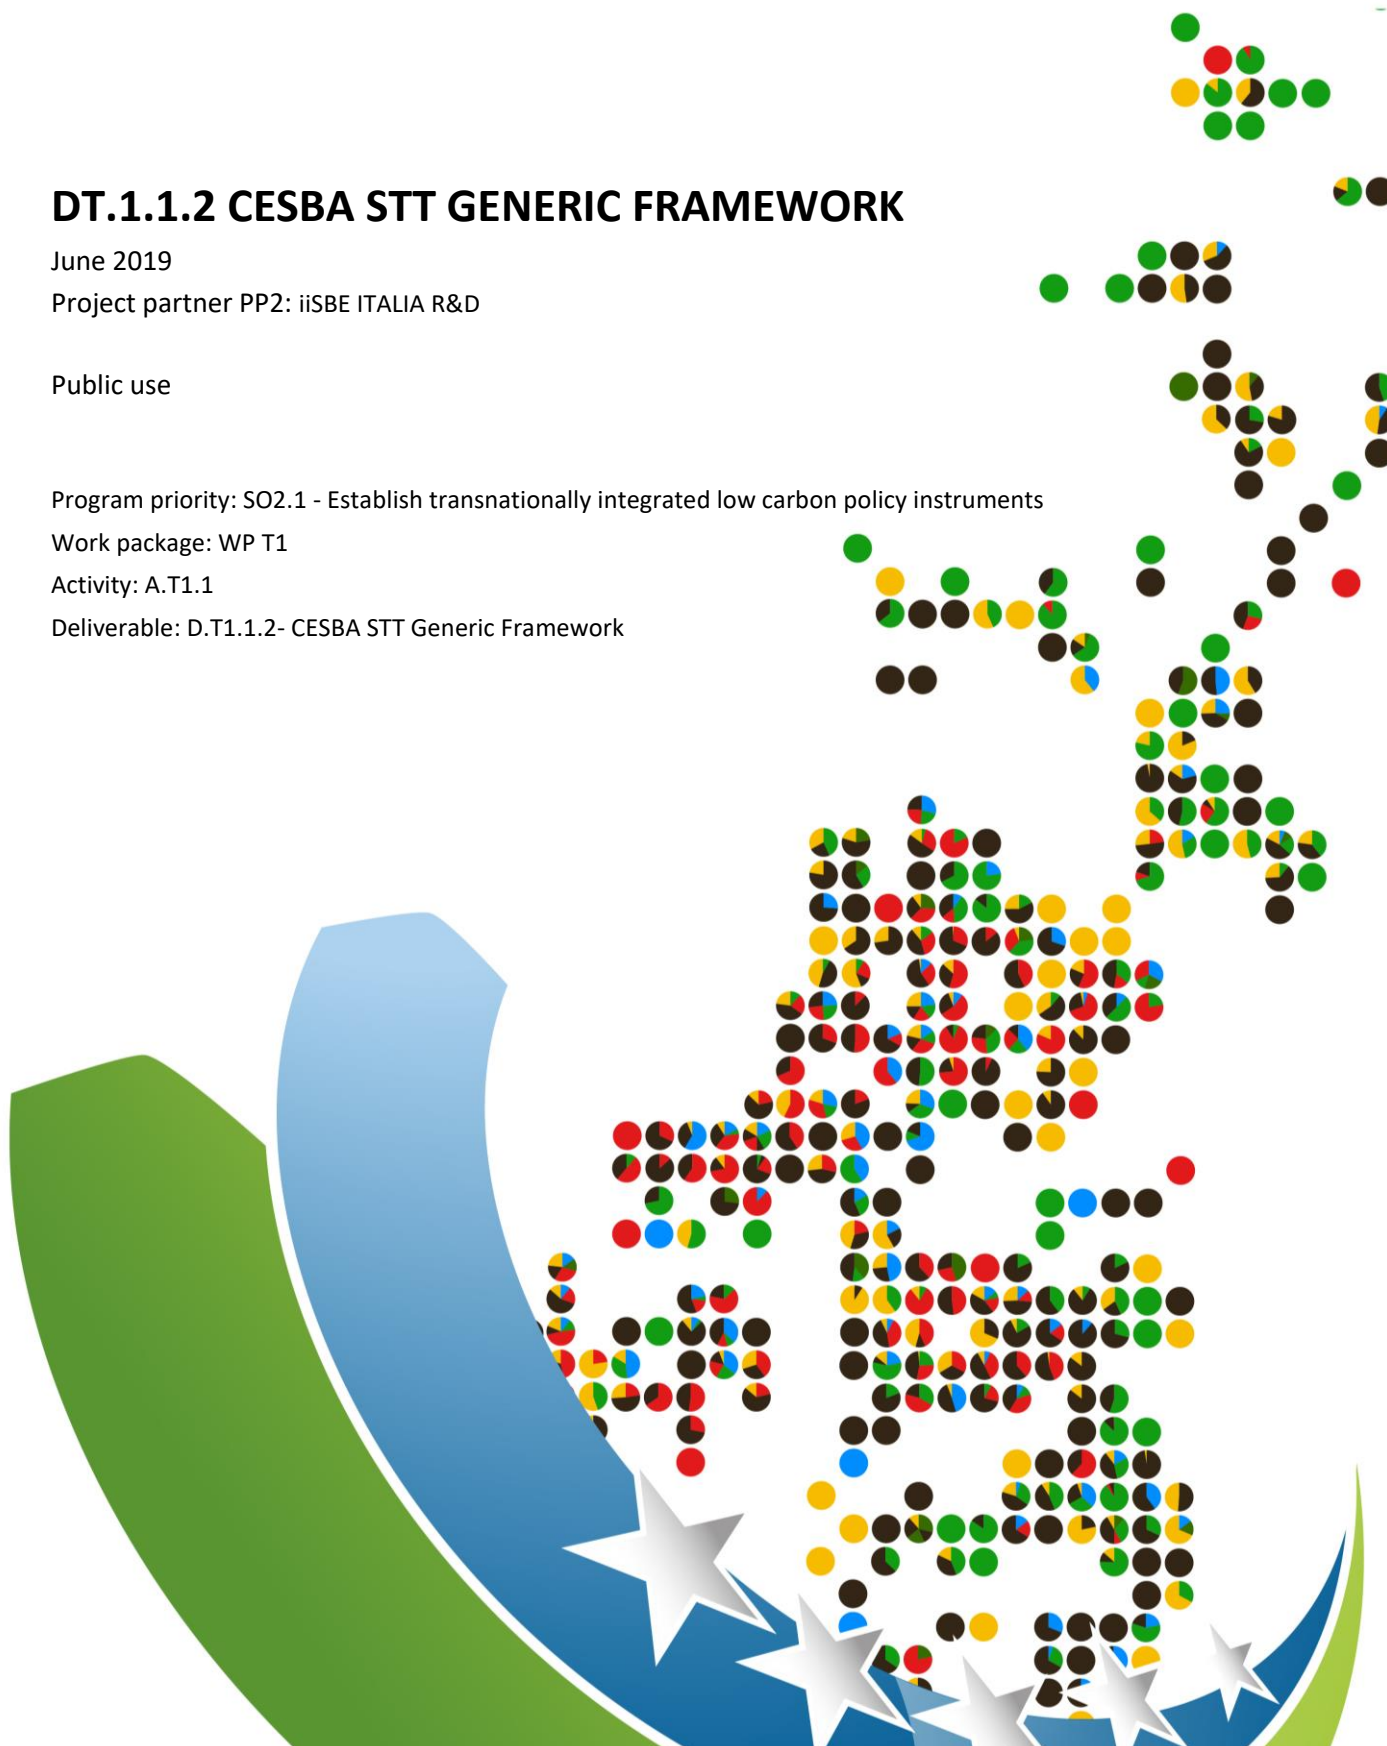 DT.1.1.2 CESBA STT GENERIC FRAMEWORK
June 2019
Project partner PP2: iiSBE ITALIA R&D
Public use
Program priority: SO2.1 - Establish transnationally integrated low carbon policy instruments
Work package: WP T1
Activity: A.T1.1
Deliverable: D.T1.1.2- CESBA STT Generic Framework